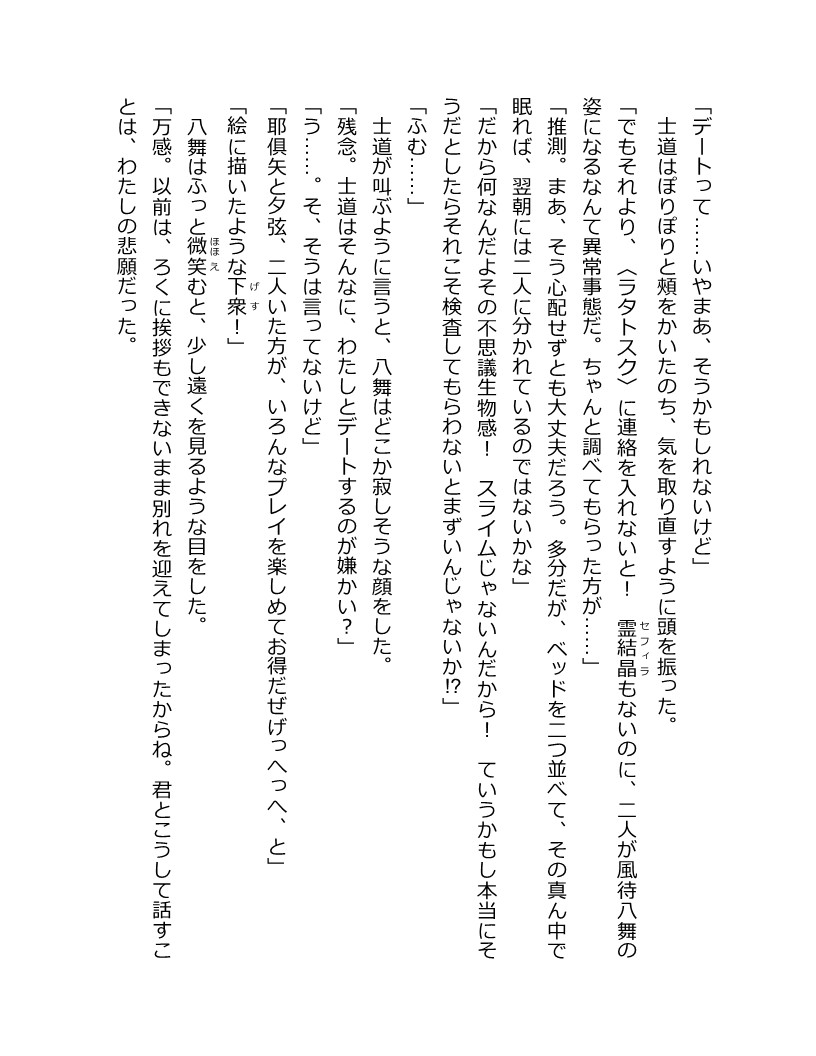 「デートって……いやまあ、そうかもしれないけど」
　士道はぽりぽりと頰をかいたのち、気を取り直すように頭を振った。
「でもそれより、〈ラタトスク〉に連絡を入れないと！　霊結晶もないのに、二人が風待八舞の
姿になるなんて異常事態だ。ちゃんと調べてもらった方が……」
「推測。まあ、そう心配せずとも大丈夫だろう。多分だが、ベッドを二つ並べて、その真ん中で
眠れば、翌朝には二人に分かれているのではないかな」
「だから何なんだよその不思議生物感！　スライムじゃないんだから！　ていうかもし本当にそ
うだとしたらそれこそ検査してもらわないとまずいんじゃないか!?」
「ふむ……」
　士道が叫ぶように言うと、八舞はどこか寂しそうな顔をした。
「残念。士道はそんなに、わたしとデートするのが嫌かい？」
「う……。そ、そうは言ってないけど」
「耶倶矢と夕弦、二人いた方が、いろんなプレイを楽しめてお得だぜげっへっへ、と」
「絵に描いたような下衆！」
　八舞はふっと微笑むと、少し遠くを見るような目をした。
「万感。以前は、ろくに挨拶もできないまま別れを迎えてしまったからね。君とこうして話すこ
とは、わたしの悲願だった。
セフィラ
げす
ほほえ